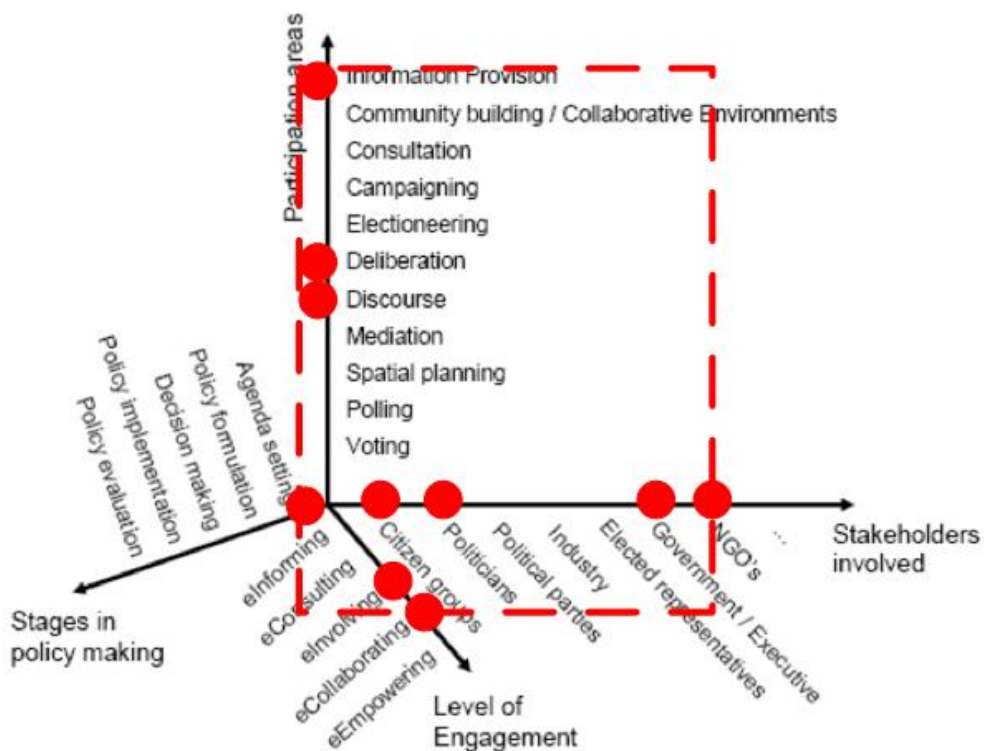 Participation areas
Information Provision
Community building / Collaborative Environments
Consultation
Campaigning
Electioneering
Deliberation
Discourse
Mediation
Spatial planning
Polling
Voting
Agenda setting
Policy formulation
Decision making
Policy implementation
Policy evaluation
Stages in
policy making
eInforming
eConsulting
eInvolving
eCollaborating
eEmpowering
Level of
Engagement
Citizen groups
Politicians
Political parties
Industry
Elected representatives
Government / Executive
NGO's
...
Stakeholders
involved